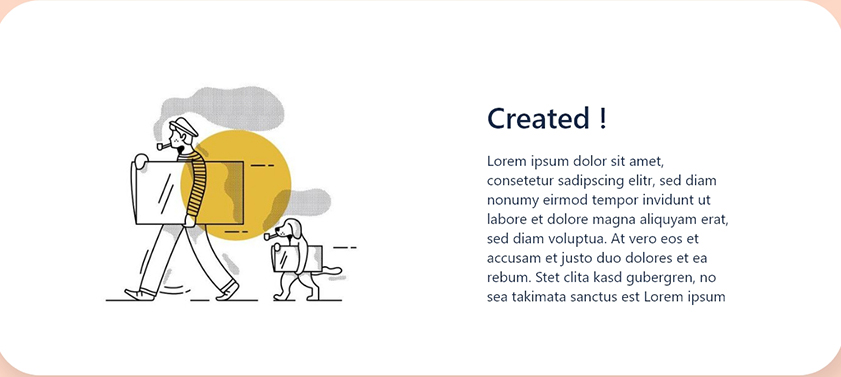 Created !
Lorem ipsum dolor sit amet,
consetetur sadipscing elitr, sed diam
nonumy eirmod tempor invidunt ut
labore et dolore magna aliquyam erat,
sed diam voluptua. At vero eos et
accusam et justo duo dolores et ea
rebum. Stet clita kasd gubergren, no
sea takimata sanctus est Lorem ipsum